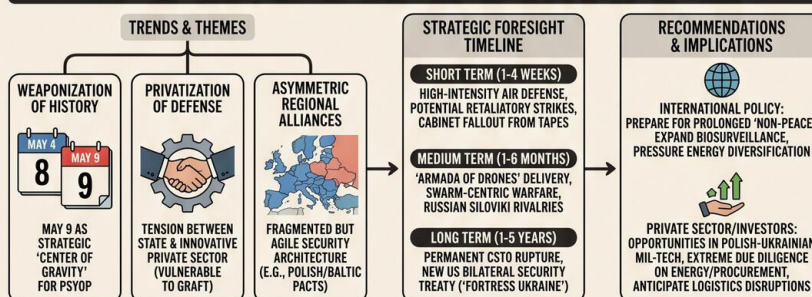 TRENDS & THEMES
WEAPONIZATION
OF HISTORY
MAY 4
8
MAY 9
9
MAY 9 AS
STRATEGIC
'CENTER OF
GRAVITY'
FOR PSYOP
PRIVATIZATION
OF DEFENSE
TENSION BETWEEN
STATE & INNOVATIVE
PRIVATE SECTOR
(VULNERABLE
TO GRAFT)
ASYMMETRIC
REGIONAL
ALLIANCES
FRAGMENTED BUT
AGILE SECURITY
ARCHITECTURE
(E.G., POLISH/BALTIC
PACTS)
STRATEGIC FORESIGHT
TIMELINE
SHORT TERM (1-4 WEEKS)
HIGH-INTENSITY AIR DEFENSE,
POTENTIAL RETALIATORY STRIKES,
CABINET FALLOUT FROM TAPES
MEDIUM TERM (1-6 MONTHS)
'ARMADA OF DRONES' DELIVERY,
SWARM-CENTRIC WARFARE,
RUSSIAN SILOVIKI RIVALRIES
LONG TERM (1-5 YEARS)
PERMANENT CSTO RUPTURE,
NEW US BILATERAL SECURITY
TREATY ('FORTRESS UKRAINE')
RECOMMENDATIONS
& IMPLICATIONS
INTERNATIONAL POLICY:
PREPARE FOR PROLONGED 'NON-PEACE
EXPAND BIOSURVEILLANCE,
PRESSURE ENERGY DIVERSIFICATION
PRIVATE SECTOR/INVESTORS:
OPPORTUNITIES IN POLISH-UKRAINIAN
MIL-TECH, EXTREME DUE DILIGENCE
ON ENERGY/PROCUREMENT,
ANTICIPATE LOGISTICS DISRUPTIONS